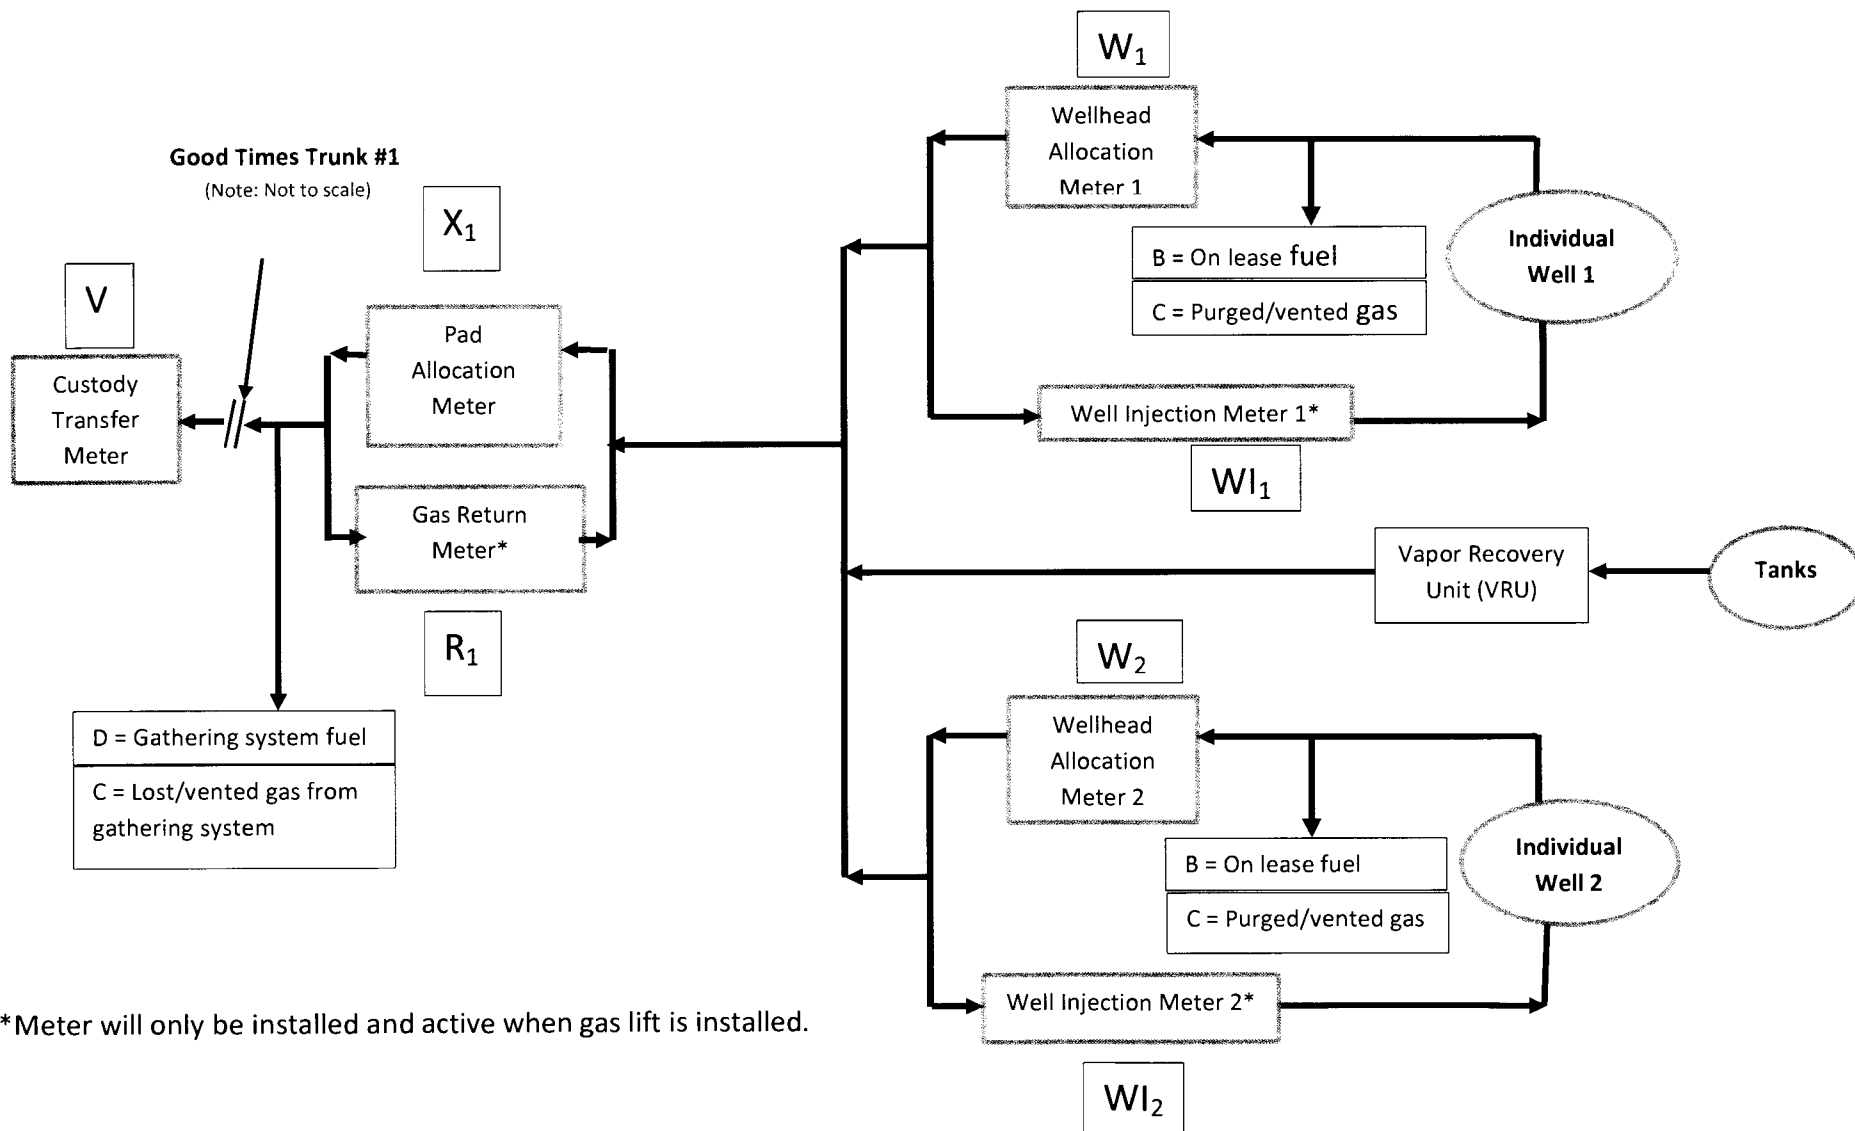 W₁
Wellhead
Allocation
Meter 1
Good Times Trunk #1
(Note: Not to scale)
X₁
V
Custody
Transfer
Meter
Pad
Allocation
Meter
Gas Return
Meter*
R₁
D = Gathering system fuel
C = Lost/vented gas from
gathering system
B = On lease fuel
C = Purged/vented gas
Individual
Well 1
Well Injection Meter 1*
WI₁
Vapor Recovery
Unit (VRU)
Tanks
W₂
Wellhead
Allocation
Meter 2
B = On lease fuel
C = Purged/vented gas
Individual
Well 2
Well Injection Meter 2*
WI₂
*Meter will only be installed and active when gas lift is installed.